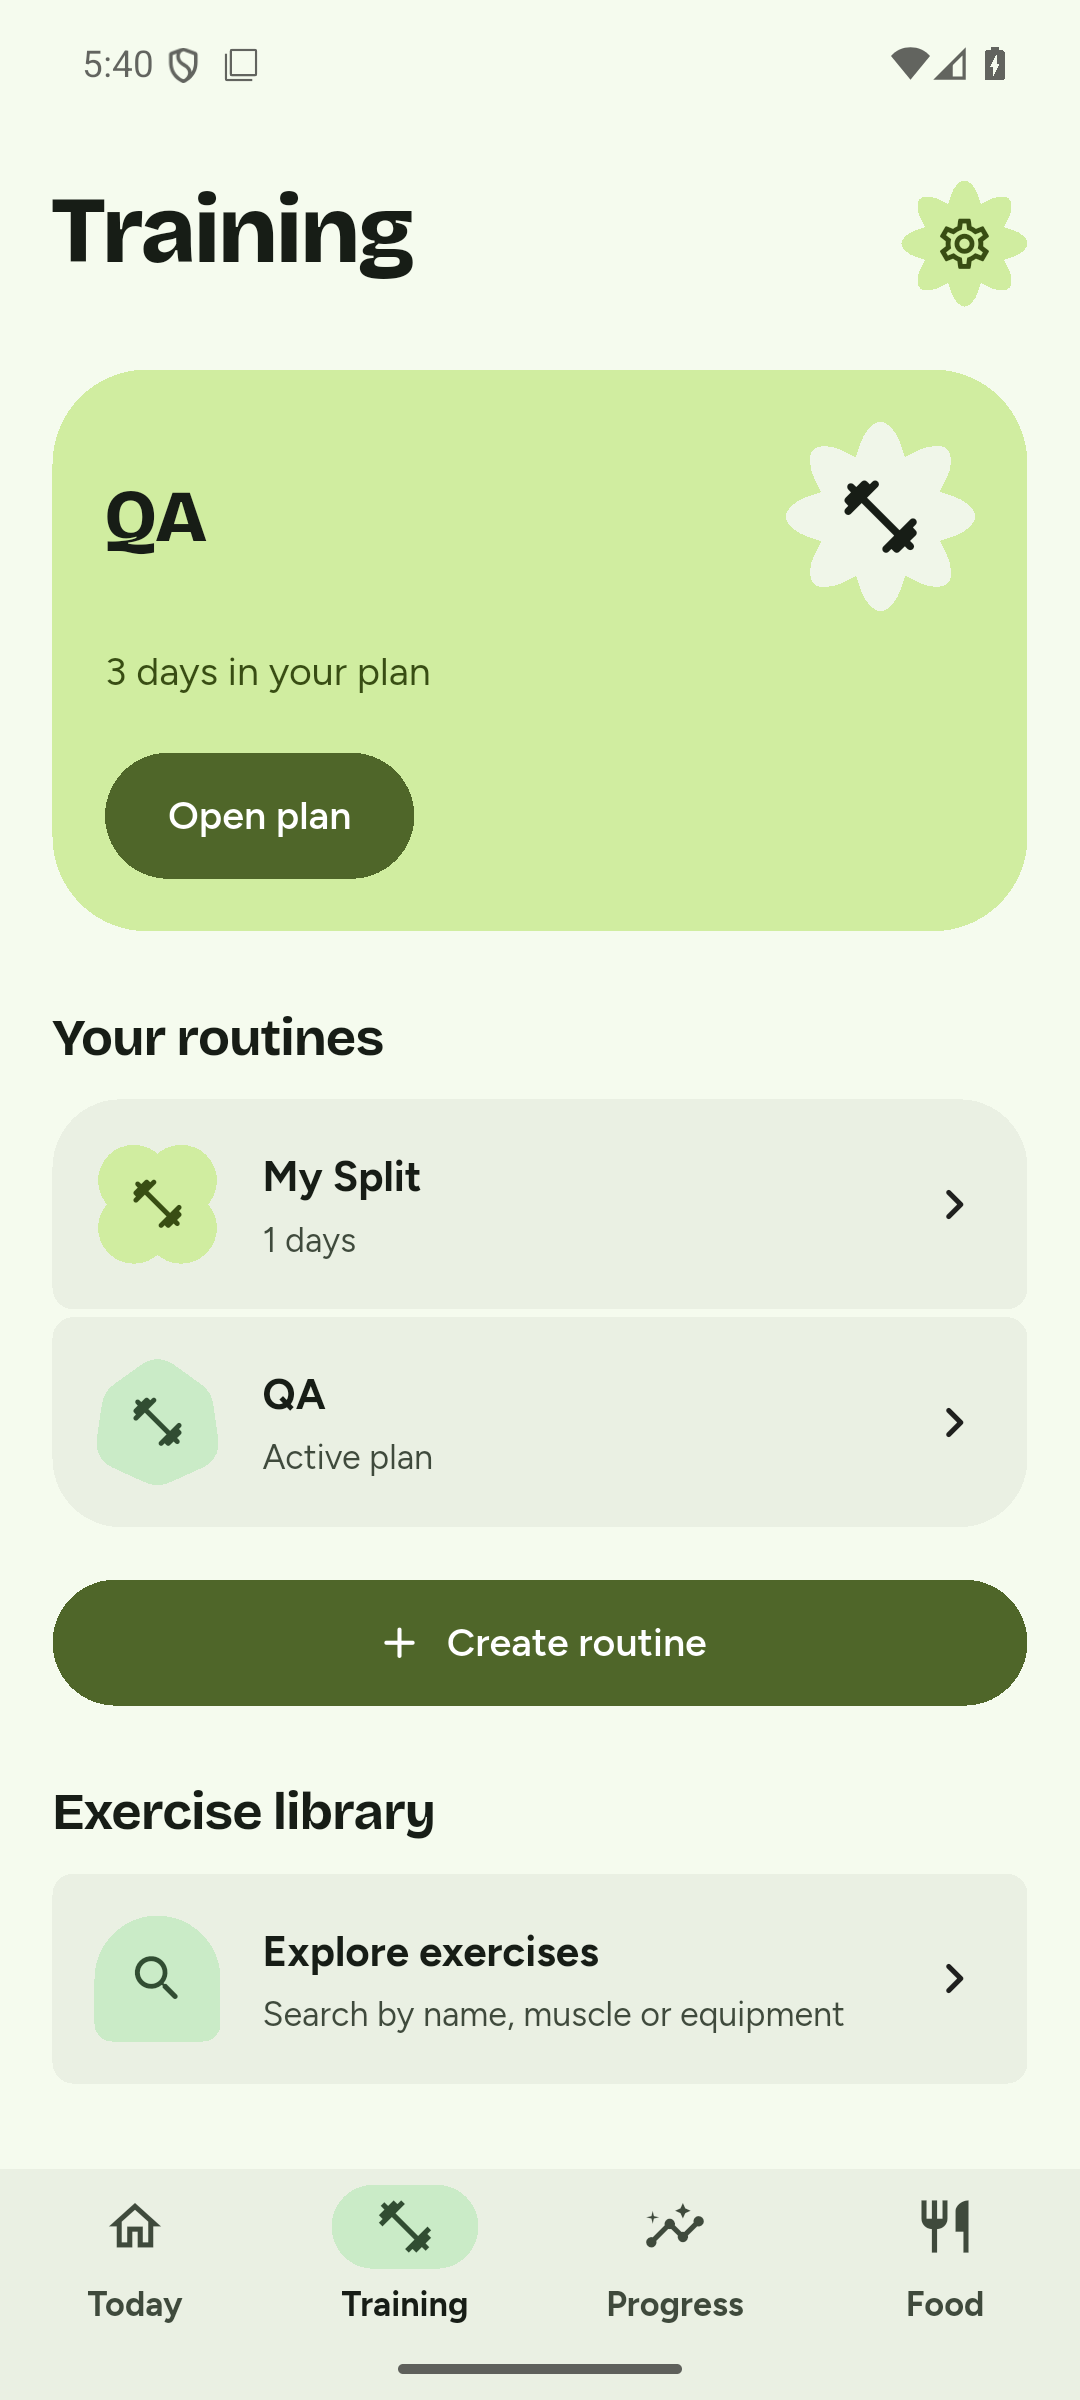 5:40
Training
QA
3 days in your plan
Open plan
Your routines
My Split
1 days
QA
Active plan
Create routine
Exercise library
Explore exercises
Search by name, muscle or equipment
Today
Training
Progress
Food